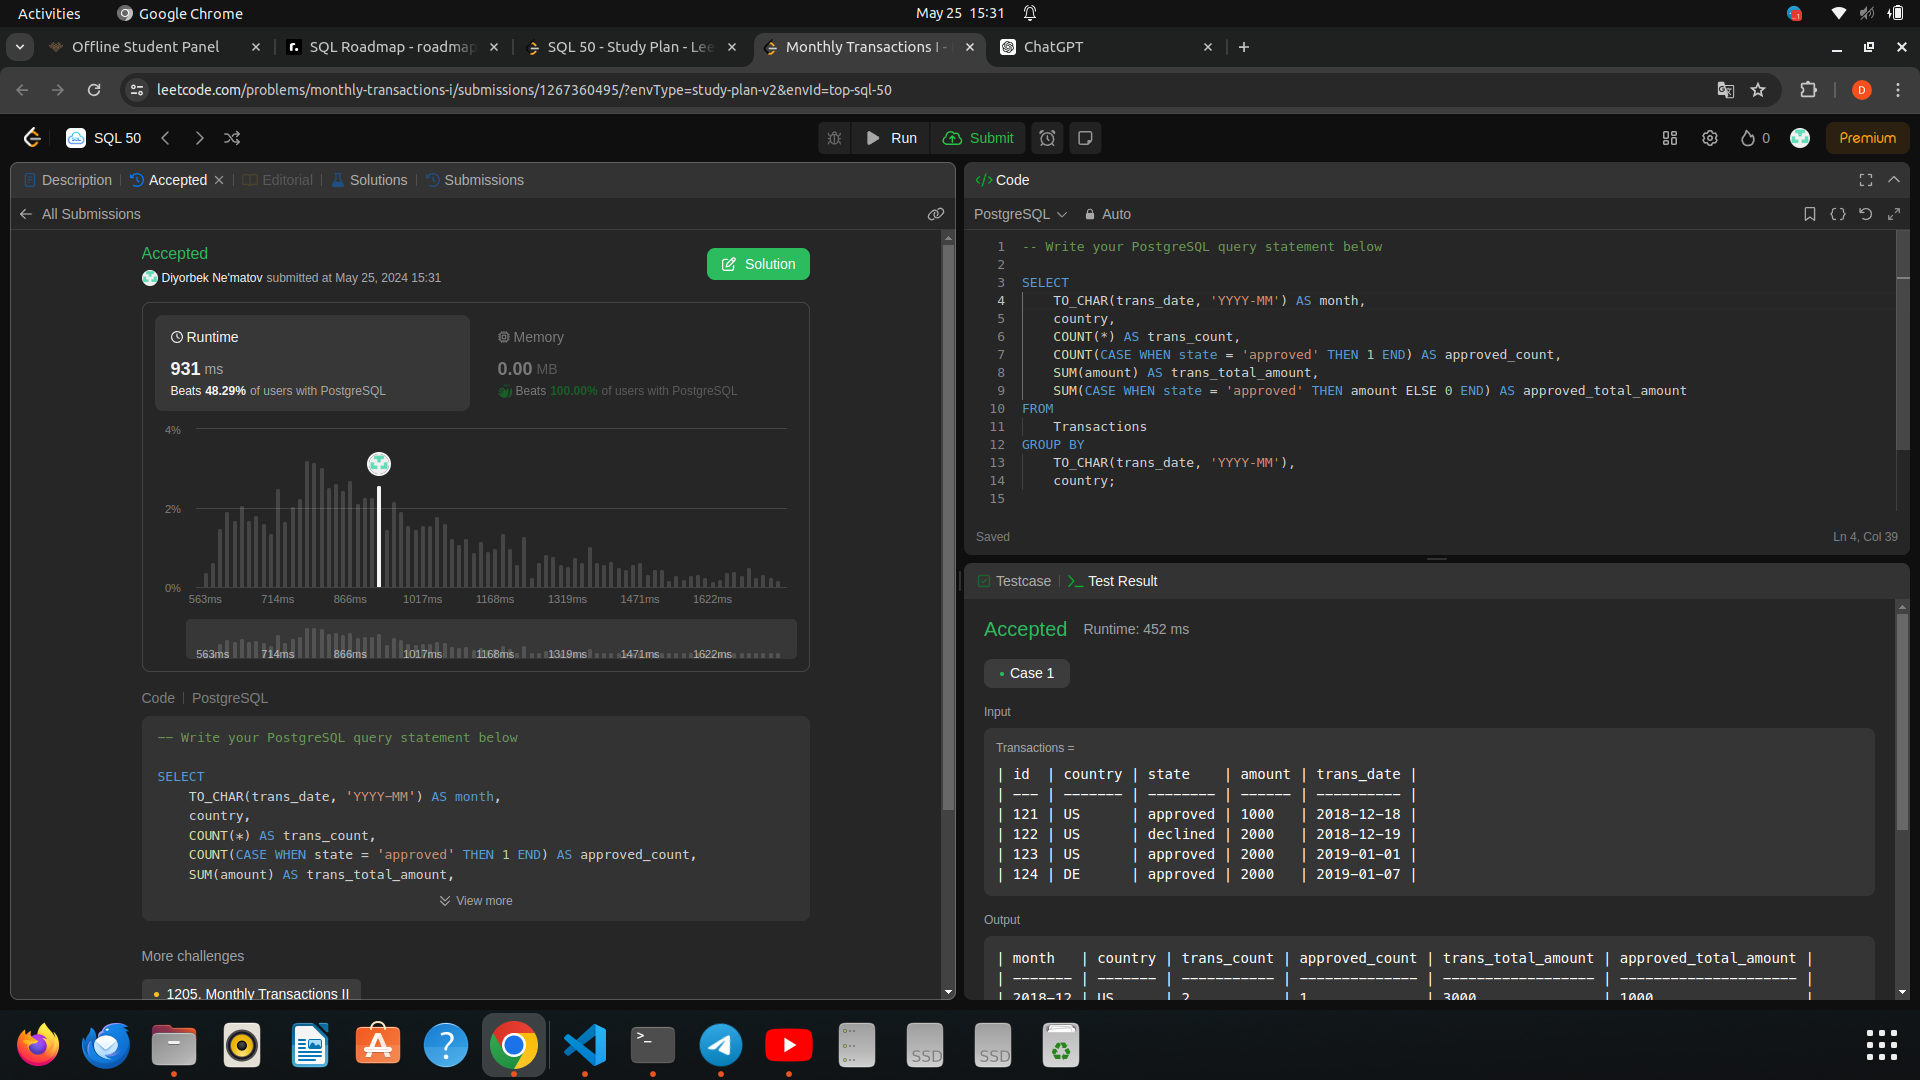 Activities
Google Chrome
May 25  15:31
Offline Student Panel
SQL Roadmap - roadmap
SQL 50 - Study Plan - Lee
Monthly Transactions I -
ChatGPT
leetcode.com/problems/monthly-transactions-i/submissions/1267360495/?envType=study-plan-v2&envId=top-sql-50
D
SQL 50
Run
Submit
0
Premium
Description
Accepted
Editorial
Solutions
Submissions
All Submissions
Accepted
Diyorbek Ne'matov submitted at May 25, 2024 15:31
Solution
Runtime
931 ms
Beats 48.29% of users with PostgreSQL
Memory
0.00 MB
Beats 100.00% of users with PostgreSQL
4%
2%
0%
563ms 714ms 866ms 1017ms 1168ms 1319ms 1471ms 1622ms
563ms 714ms 866ms 1017ms 1168ms 1319ms 1471ms 1622ms
Code | PostgreSQL
-- Write your PostgreSQL query statement below
SELECT
TO_CHAR(trans_date, 'YYYY-MM') AS month,
country,
COUNT(*) AS trans_count,
COUNT(CASE WHEN state = 'approved' THEN 1 END) AS approved_count,
SUM(amount) AS trans_total_amount,
View more
More challenges
1205. Monthly Transactions II
</> Code
PostgreSQL
Auto
1 -- Write your PostgreSQL query statement below
2
3 SELECT
4 TO_CHAR(trans_date, 'YYYY-MM') AS month,
5 country,
6 COUNT(*) AS trans_count,
7 COUNT(CASE WHEN state = 'approved' THEN 1 END) AS approved_count,
8 SUM(amount) AS trans_total_amount,
9 SUM(CASE WHEN state = 'approved' THEN amount ELSE 0 END) AS approved_total_amount
10 FROM
11 Transactions
12 GROUP BY
13 TO_CHAR(trans_date, 'YYYY-MM'),
14 country;
15
Saved
Ln 4, Col 39
Testcase
Test Result
Accepted
Runtime: 452 ms
Case 1
Input
Transactions =
| id  | country | state    | amount | trans_date |
| --- | ------- | -------- | ------ | ---------- |
| 121 | US      | approved | 1000   | 2018-12-18 |
| 122 | US      | declined | 2000   | 2018-12-19 |
| 123 | US      | approved | 2000   | 2019-01-01 |
| 124 | DE      | approved | 2000   | 2019-01-07 |
Output
| month   | country | trans_count | approved_count | trans_total_amount | approved_total_amount |
| ------- | ------- | ----------- | -------------- | ------------------ | --------------------- |
| 2018-12 | US      | 2           | 1              | 3000               | 1000                  |
SSD
SSD